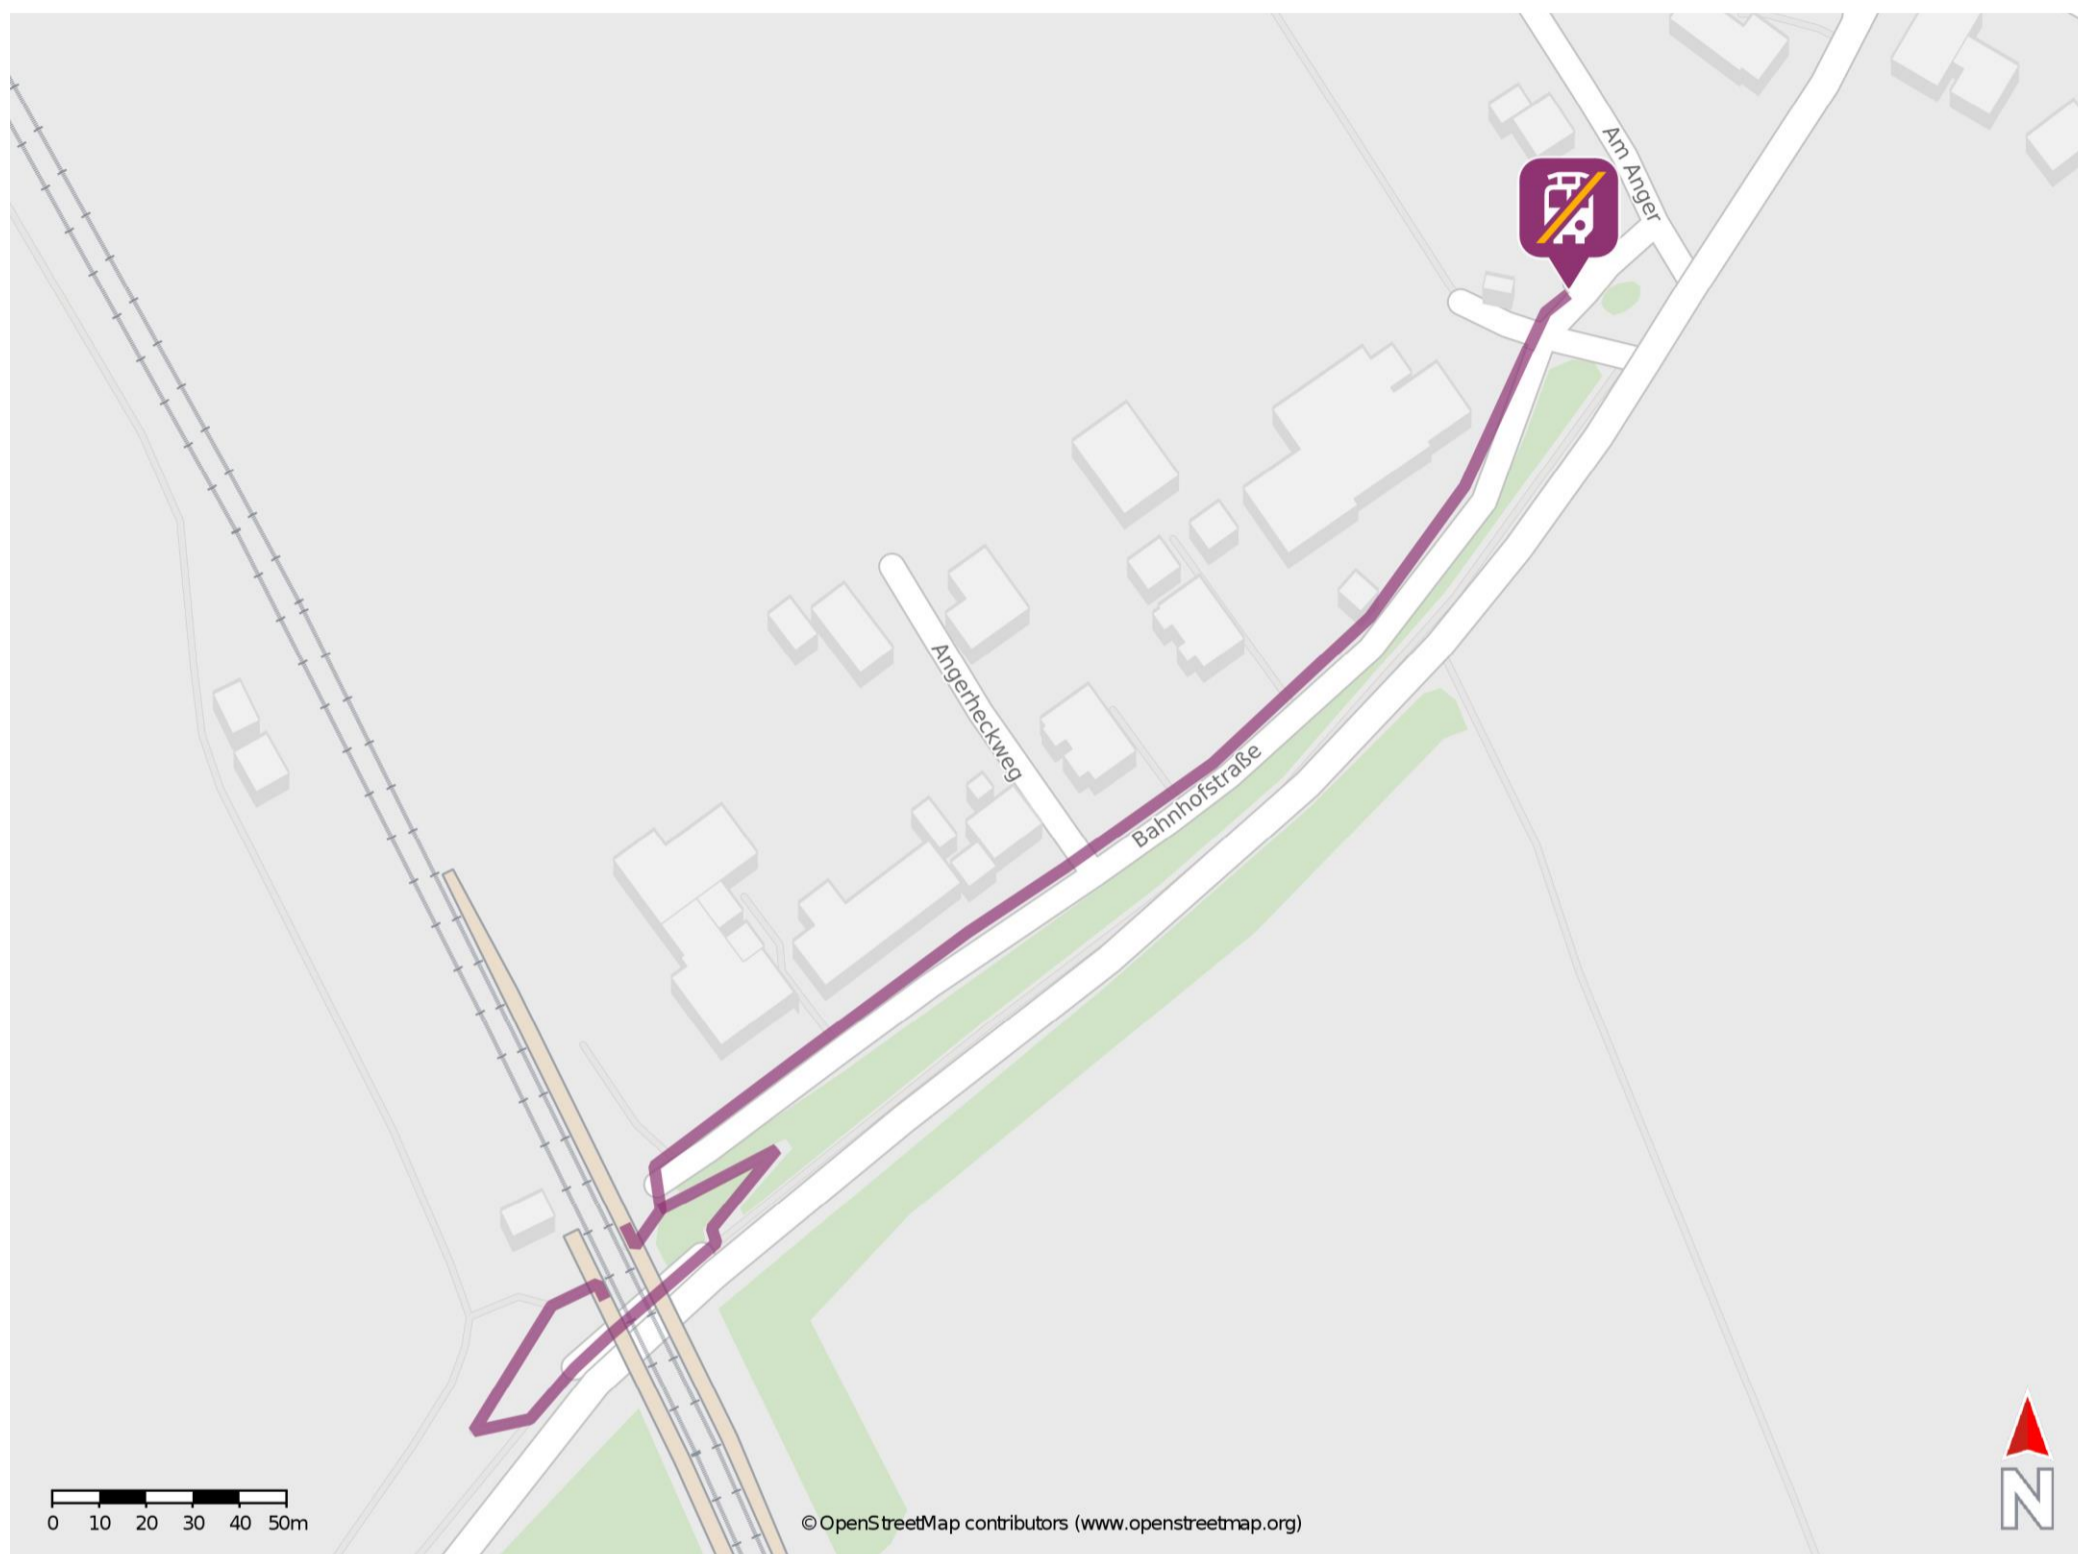 Am Anger
Angerheckweg
Bahnhofstraße
0 10 20 30 40 50m
© OpenStreetMap contributors (www.openstreetmap.org)
N